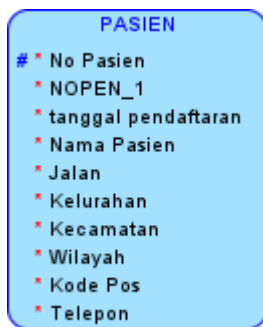 PASIEN
# * No Pasien
* NOPEN_1
* tanggal pendaftaran
* Nama Pasien
* Jalan
* Kelurahan
* Kecamatan
* Wilayah
* Kode Pos
* Telepon